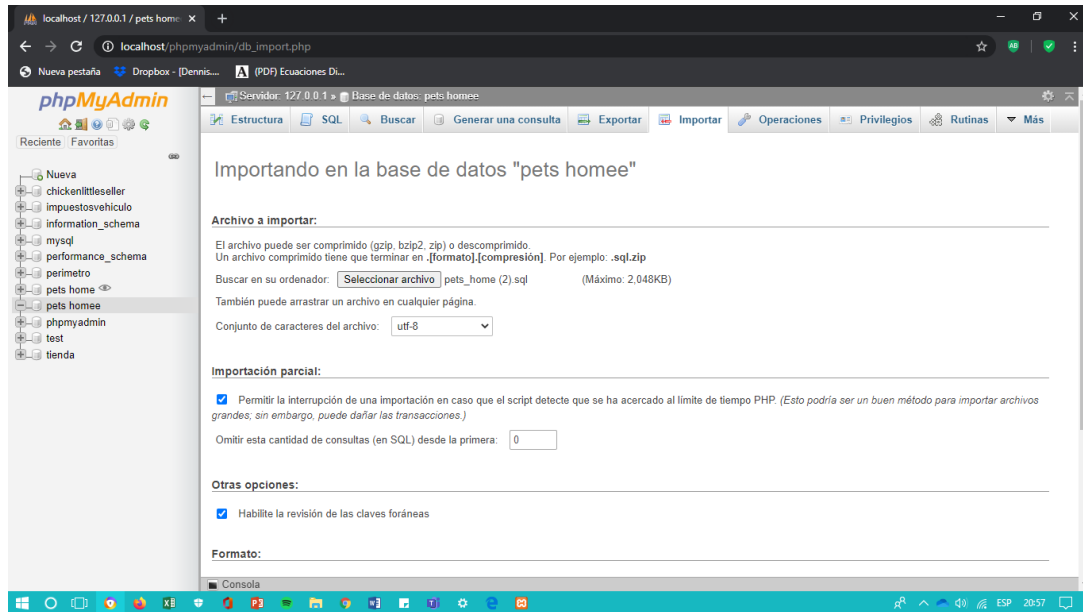 localhost / 127.0.0.1 / pets home
localhost/phpmyadmin/db_import.php
AB
Nueva pestaña
Dropbox - [Dennis....
(PDF) Ecuaciones Di...
phpMyAdmin
Reciente Favoritas
Nueva
chickenlittleseller
impuestosvehiculo
information_schema
mysql
performance_schema
perimetro
pets home
pets homee
phpmyadmin
test
tienda
Servidor: 127.0.0.1 » Base de datos: pets homee
Estructura SQL Buscar Generar una consulta Exportar Importar Operaciones Privilegios Rutinas Más
Importando en la base de datos "pets homee"
Archivo a importar:
El archivo puede ser comprimido (gzip, bzip2, zip) o descomprimido.
Un archivo comprimido tiene que terminar en .[formato].[compresión]. Por ejemplo: .sql.zip
Buscar en su ordenador: Seleccionar archivo pets_home (2).sql (Máximo: 2,048KB)
También puede arrastrar un archivo en cualquier página.
Conjunto de caracteres del archivo: utf-8
Importación parcial:
Permitir la interrupción de una importación en caso que el script detecte que se ha acercado al límite de tiempo PHP. (Esto podría ser un buen método para importar archivos
grandes; sin embargo, puede dañar las transacciones.)
Omitir esta cantidad de consultas (en SQL) desde la primera: 0
Otras opciones:
Habilite la revisión de las claves foráneas
Formato:
Consola
ESP 20:57